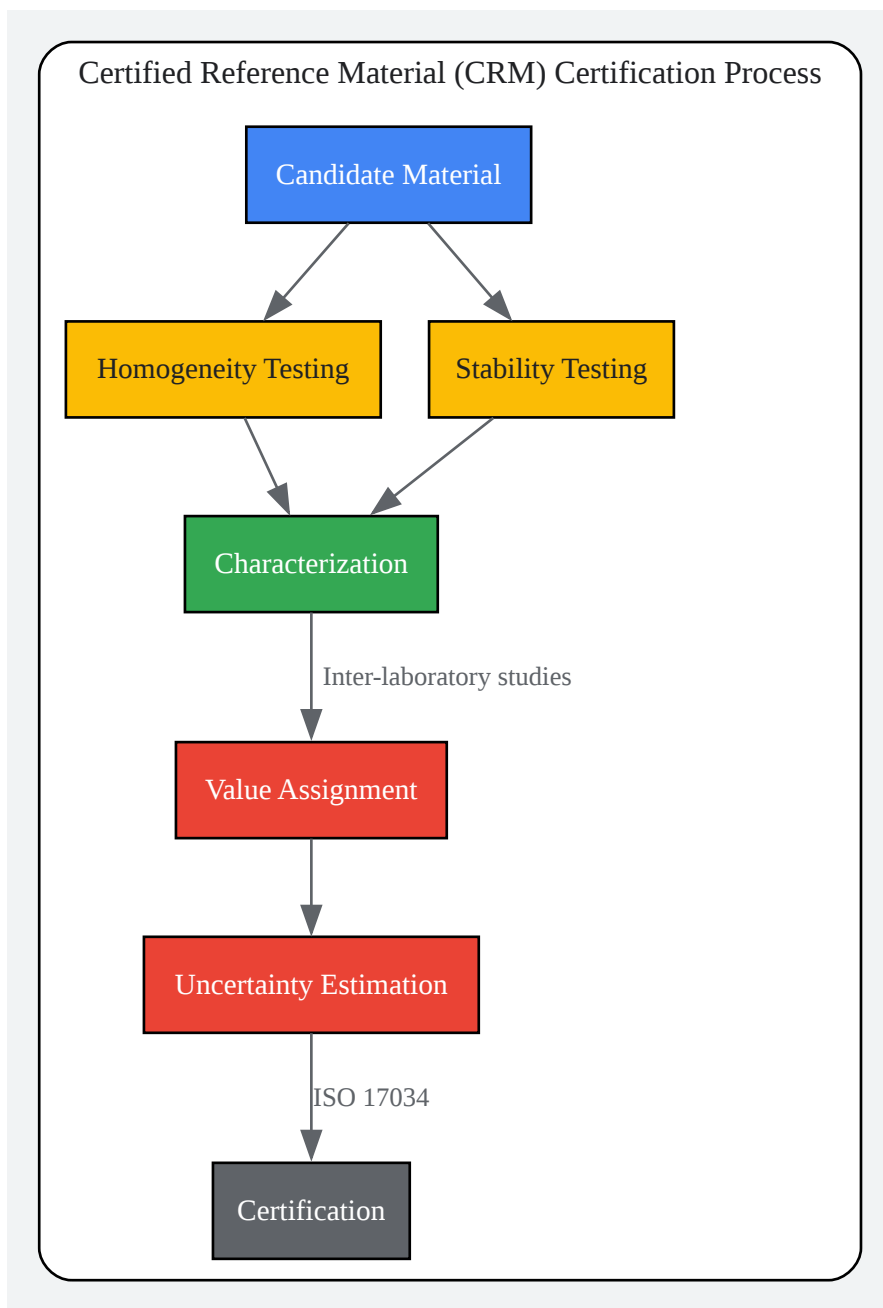 Certified Reference Material (CRM) Certification Process
Candidate Material
Homogeneity Testing
Stability Testing
Characterization
Inter-laboratory studies
Value Assignment
Uncertainty Estimation
ISO 17034
Certification